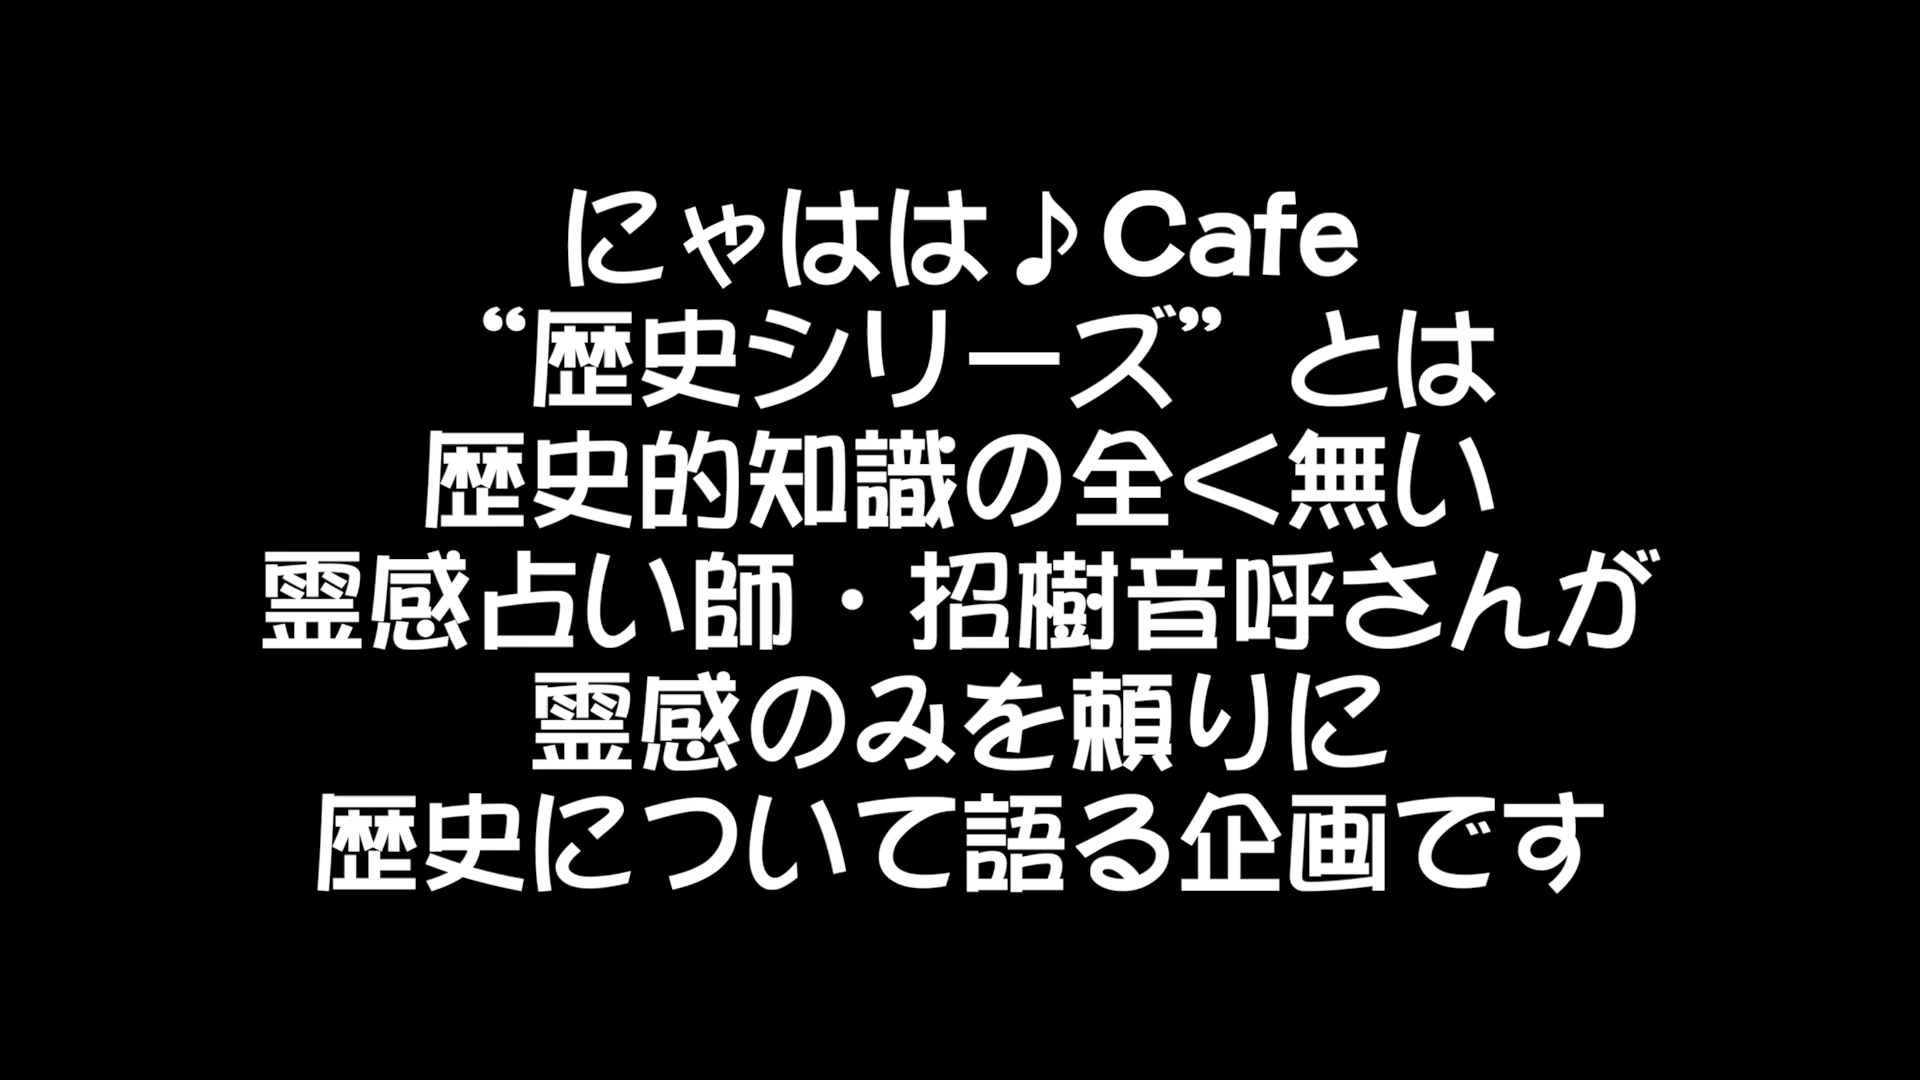 にゃはは♪Cafe
“歴史シリーズ” とは
歴史的知識の全く無い
霊感占い師・招樹音呼さんが
霊感のみを頼りに
歴史について語る企画です